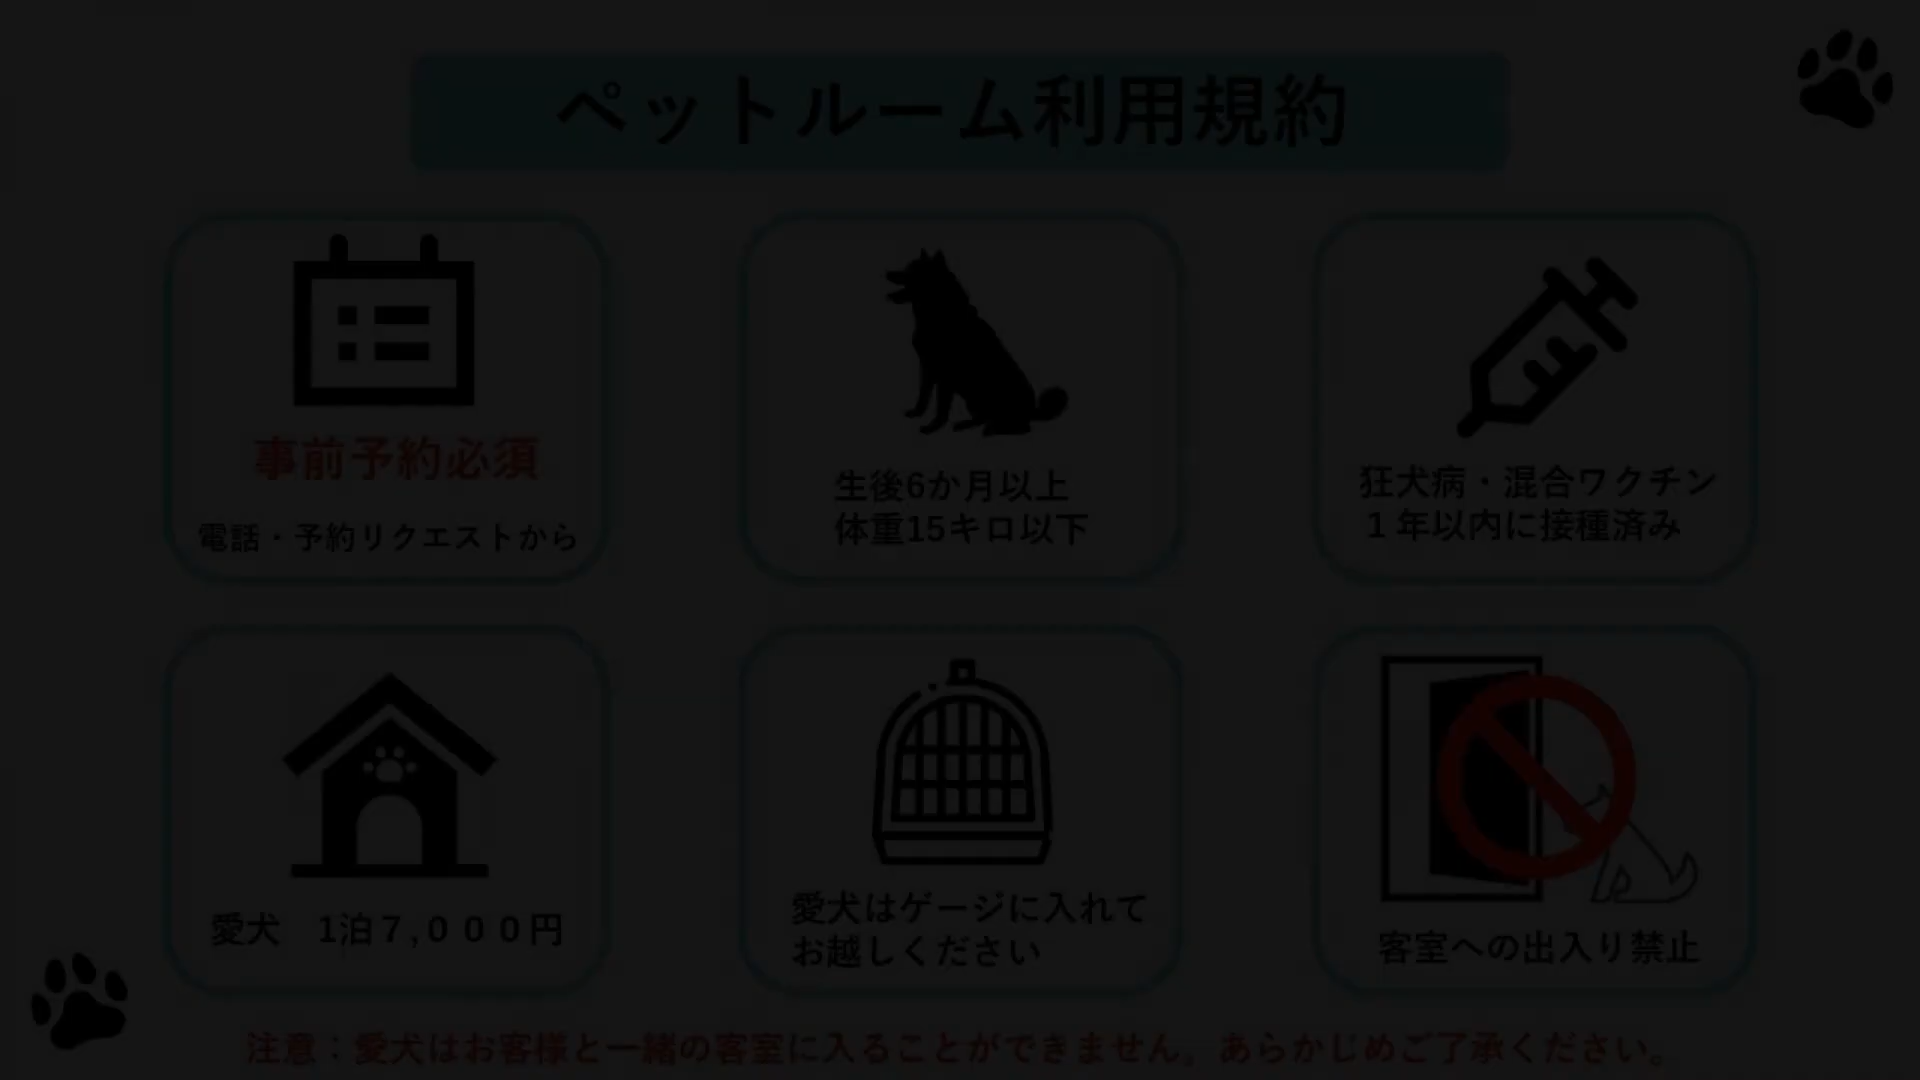 ペットルーム利用規約
事前予約必須
電話・予約リクエストから
生後6か月以上
体重15キロ以下
狂犬病・混合ワクチン
1年以内に接種済み
愛犬　1泊７,０００円
愛犬はゲージに入れて
お越しください
客室への出入り禁止
注意：愛犬はお客様と一緒の客室に入ることができません。あらかじめご了承ください。